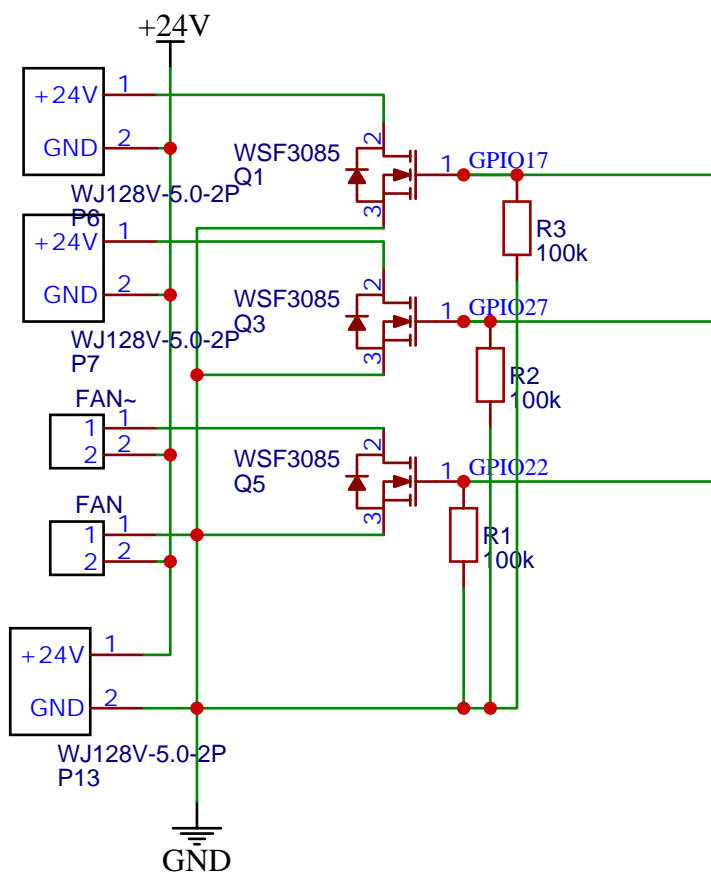 +24V
+24V
1
GND
2
WJ128V-5.0-2P
P6
WSF3085
Q1
2
3
1
GPIO17
R3
100k
+24V
1
GND
2
WJ128V-5.0-2P
P7
WSF3085
Q3
2
3
1
GPIO27
R2
100k
FAN~
1
1
2
2
WSF3085
Q5
2
3
1
GPIO22
R1
100k
FAN
1
1
2
2
+24V
1
GND
2
WJ128V-5.0-2P
P13
GND